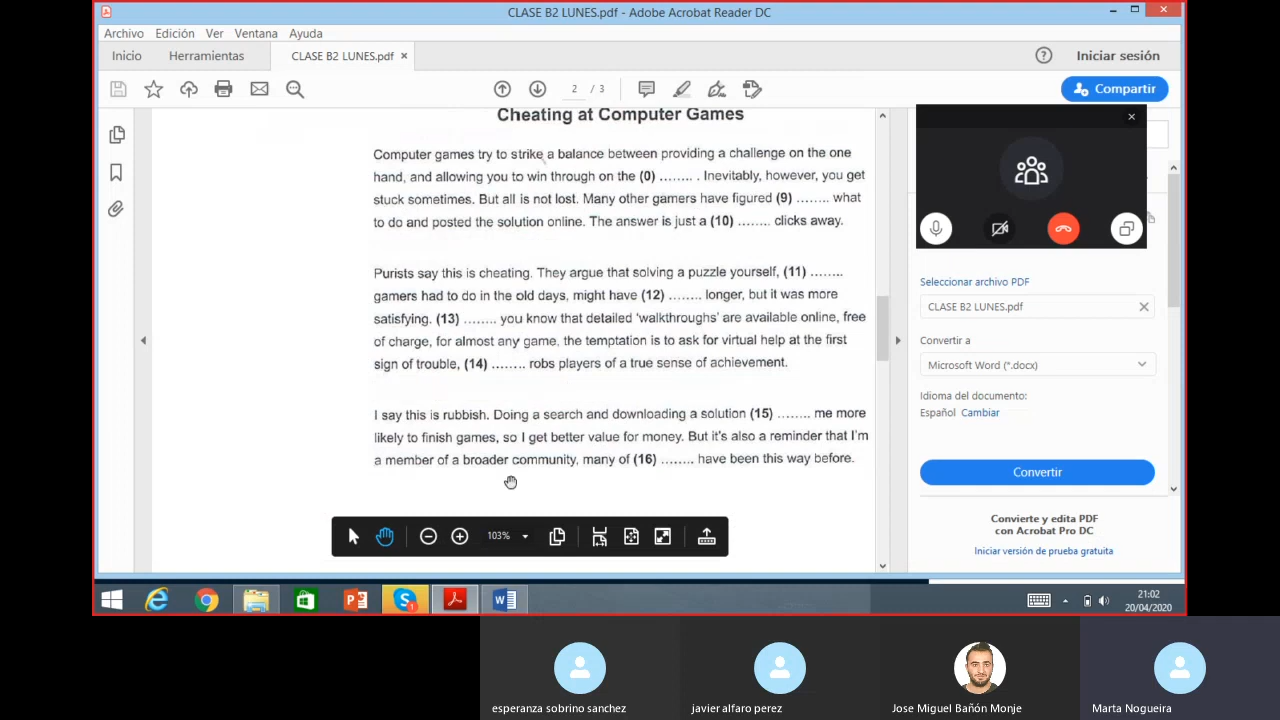 CLASE B2 LUNES.pdf - Adobe Acrobat Reader DC
Archivo Edición Ver Ventana Ayuda
Inicio Herramientas CLASE B2 LUNES.pdf × Iniciar sesión
2 / 3 Compartir
Cheating at Computer Games
Computer games try to strike a balance between providing a challenge on the one
hand, and allowing you to win through on the (0) ........ . Inevitably, however, you get
stuck sometimes. But all is not lost. Many other gamers have figured (9) ........ what
to do and posted the solution online. The answer is just a (10) ........ clicks away.
Purists say this is cheating. They argue that solving a puzzle yourself, (11) ........
gamers had to do in the old days, might have (12) ........ longer, but it was more
satisfying. (13) ........ you know that detailed ‘walkthroughs’ are available online, free
of charge, for almost any game, the temptation is to ask for virtual help at the first
sign of trouble, (14) ........ robs players of a true sense of achievement.
I say this is rubbish. Doing a search and downloading a solution (15) ........ me more
likely to finish games, so I get better value for money. But it's also a reminder that I'm
a member of a broader community, many of (16) ........ have been this way before.
103%
Seleccionar archivo PDF
CLASE B2 LUNES.pdf
Convertir a
Microsoft Word (*.docx)
Idioma del documento:
Español Cambiar
Convertir
Convierte y edita PDF
con Acrobat Pro DC
Iniciar versión de prueba gratuita
21:02
20/04/2020
esperanza sobrino sanchez
javier alfaro perez
Jose Miguel Bañón Monje
Marta Nogueira